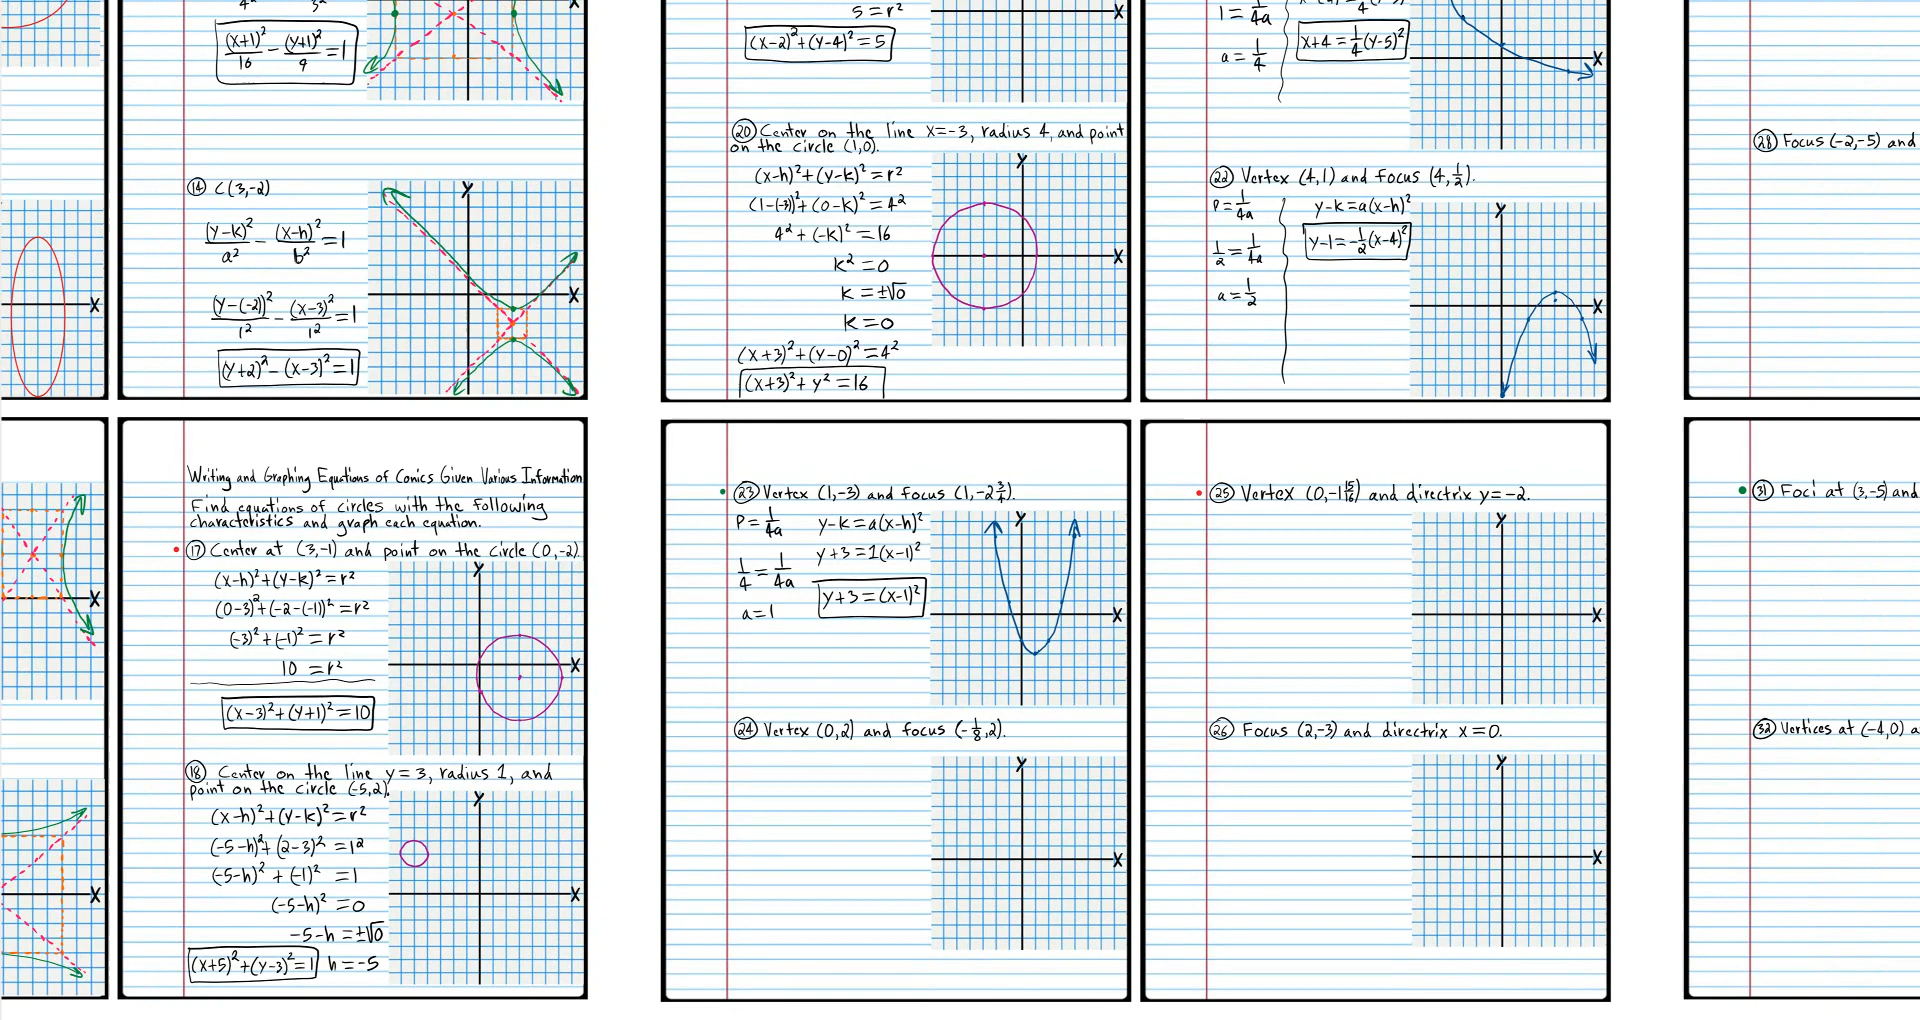 4² 3²
(x+1)²/16 − (y+1)²/9 = 1
X
⑭ C(3,-2)
(y-k)²/a² − (x-h)²/b² = 1
(y-(-2))²/1² − (x-3)²/1² = 1
(y+2)² − (x-3)² = 1
Y
X
X
5 = r²
(x-2)² + (y-4)² = 5
X
⑳ Center on the line x=-3, radius 4, and point
on the circle (1,0).
(x-h)² + (y-k)² = r²
(1-(-3))² + (0-k)² = 4²
4² + (-k)² = 16
k² = 0
k = ±√0
k = 0
(x+3)² + (y-0)² = 4²
(x+3)² + y² = 16
Y
X
1 = 1/4a
a = 1/4
x+4 = 1/4(y-5)²
X
㉒ Vertex (4,1) and focus (4,1/2).
P = 1/4a
1/2 = 1/4a
a = 1/2
y-k = a(x-h)²
y-1 = -1/2(x-4)²
Y
X
㉘ Focus (-2,-5) and
X
X
Writing and Graphing Equations of Conics Given Various Information
Find equations of circles with the following
characteristics and graph each equation.
⑰ Center at (3,-1) and point on the circle (0,-2).
(x-h)² + (y-k)² = r²
(0-3)² + (-2-(-1))² = r²
(-3)² + (-1)² = r²
10 = r²
(x-3)² + (y+1)² = 10
Y
X
⑱ Center on the line y = 3, radius 1, and
point on the circle (-5,2).
(x-h)² + (y-k)² = r²
(-5-h)² + (2-3)² = 1²
(-5-h)² + (-1)² = 1
(-5-h)² = 0
-5-h = ±√0
(x+5)² + (y-3)² = 1 h = -5
Y
X
㉓ Vertex (1,-3) and focus (1,-2 3/4).
P = 1/4a
1/4 = 1/4a
a = 1
y-k = a(x-h)²
y+3 = 1(x-1)²
y+3 = (x-1)²
Y
X
㉔ Vertex (0,2) and focus (-1/8,2).
Y
X
㉕ Vertex (0,-1 15/16) and directrix y = -2.
Y
X
㉖ Focus (2,-3) and directrix x = 0.
Y
X
㉛ Foci at (3,-5) and
㉜ Vertices at (-4,0) a